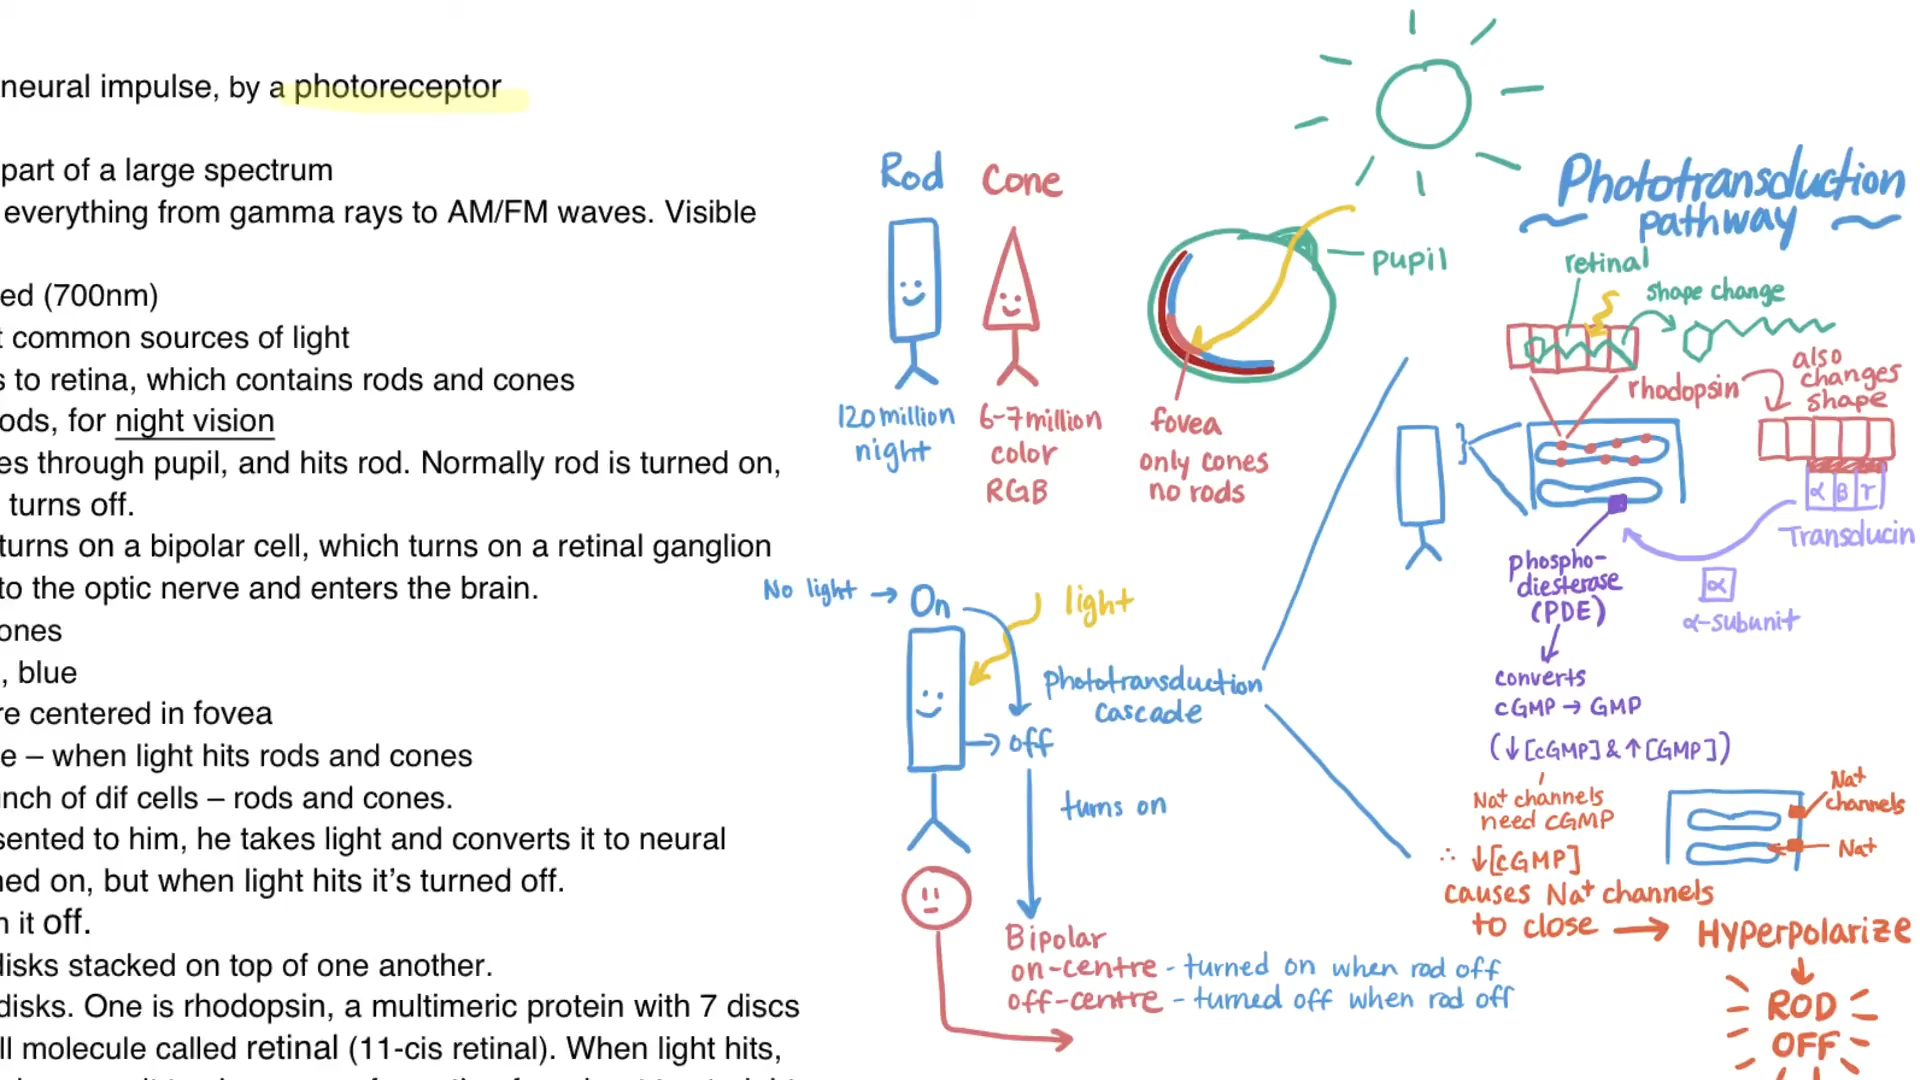 neural impulse, by a photoreceptor
part of a large spectrum
everything from gamma rays to AM/FM waves. Visible
ed (700nm)
t common sources of light
s to retina, which contains rods and cones
ods, for night vision
es through pupil, and hits rod. Normally rod is turned on,
turns off.
turns on a bipolar cell, which turns on a retinal ganglion
to the optic nerve and enters the brain.
ones
, blue
re centered in fovea
e – when light hits rods and cones
unch of dif cells – rods and cones.
sented to him, he takes light and converts it to neural
ned on, but when light hits it's turned off.
n it off.
disks stacked on top of one another.
disks. One is rhodopsin, a multimeric protein with 7 discs
ll molecule called retinal (11-cis retinal). When light hits,
Rod
120 million
night
Cone
6-7 million
color
RGB
pupil
fovea
only cones
no rods
No light → On
light
phototransduction
cascade
→ off
turns on
Bipolar
on-centre - turned on when rod off
off-centre - turned off when rod off
Phototransduction
pathway
retinal
shape change
rhodopsin
also
changes
shape
α β γ
Transducin
α
α-subunit
phospho-
diesterase
(PDE)
converts
cGMP → GMP
(↓[cGMP] & ↑[GMP])
Na⁺ channels
need cGMP
∴ ↓[cGMP]
causes Na⁺ channels
to close → Hyperpolarize
Na⁺
channels
Na⁺
ROD
OFF